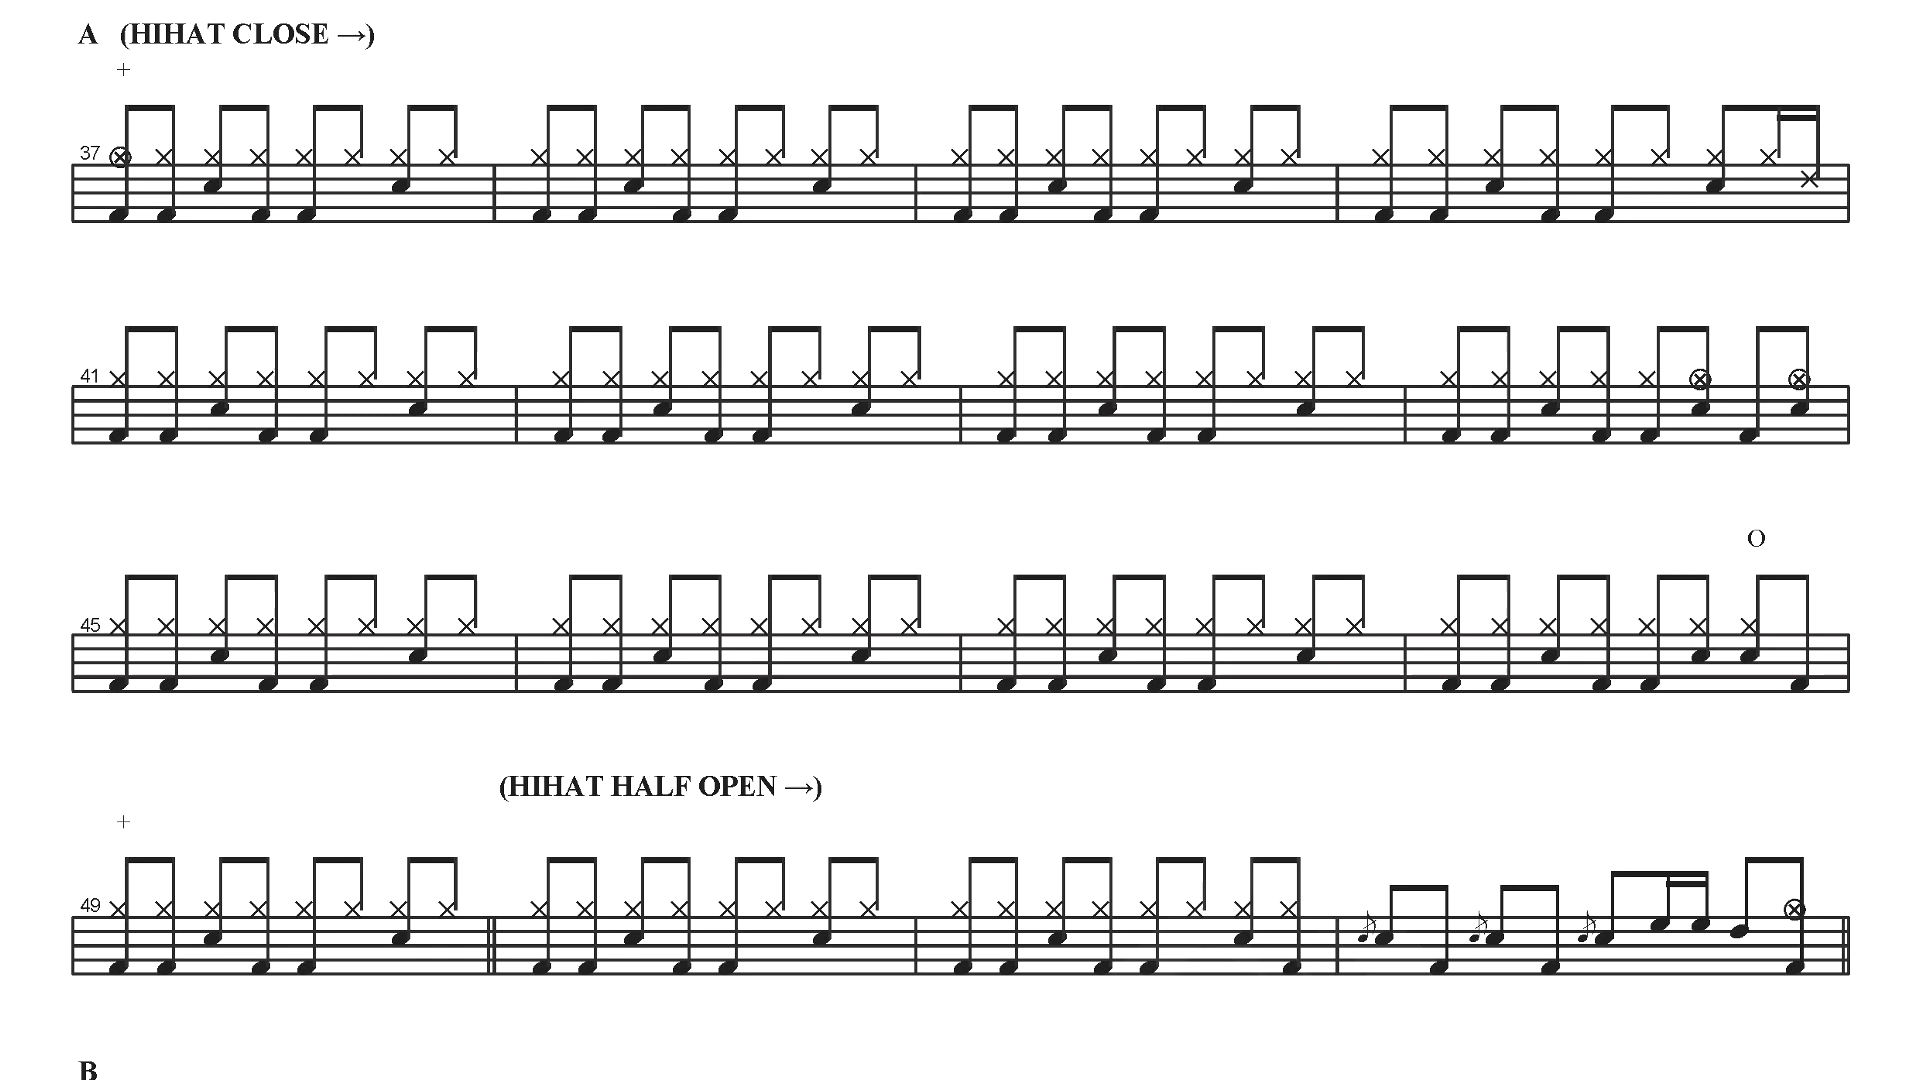 A (HIHAT CLOSE →)
+
37
41
O
45
(HIHAT HALF OPEN →)
+
49
B